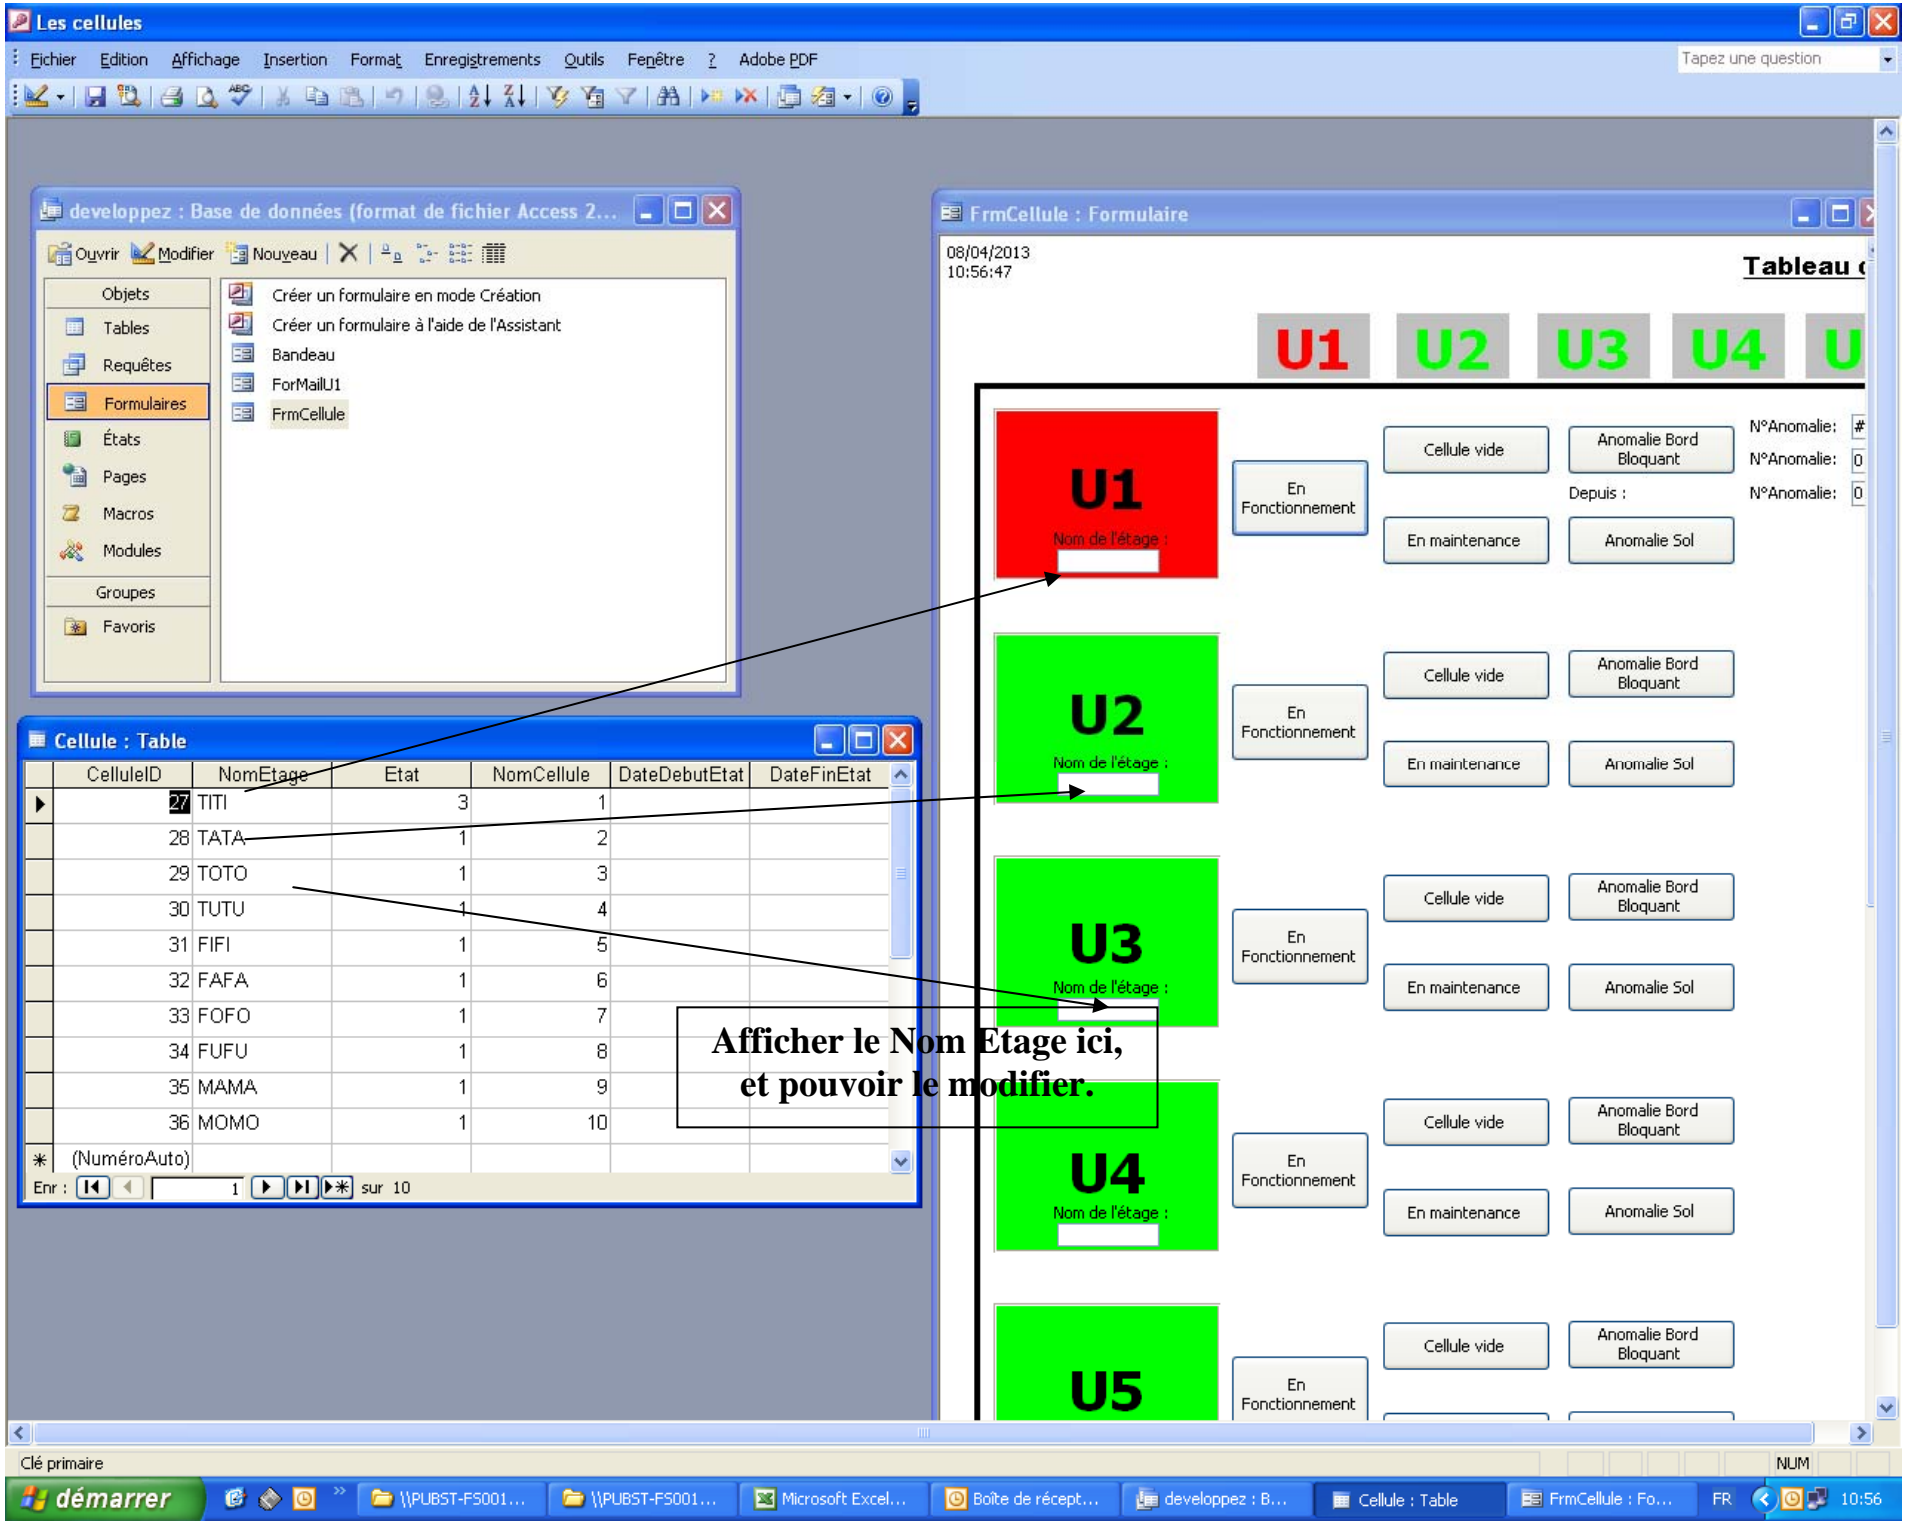 Les cellules
Fichier Edition Affichage Insertion Format Enregistrements Outils Fenêtre ? Adobe PDF
Tapez une question
developpez : Base de données (format de fichier Access 2...
Ouvrir Modifier Nouveau
Objets
Tables
Requêtes
Formulaires
États
Pages
Macros
Modules
Groupes
Favoris
Créer un formulaire en mode Création
Créer un formulaire à l'aide de l'Assistant
Bandeau
ForMailU1
FrmCellule
Cellule : Table
CelluleID NomEtage Etat NomCellule DateDebutEtat DateFinEtat
27 TITI 3 1
28 TATA 1 2
29 TOTO 1 3
30 TUTU 1 4
31 FIFI 1 5
32 FAFA 1 6
33 FOFO 1 7
34 FUFU 1 8
35 MAMA 1 9
36 MOMO 1 10
(NuméroAuto)
Enr : 1 sur 10
FrmCellule : Formulaire
08/04/2013
10:56:47
Tableau
U1 U2 U3 U4 U
U1
Nom de l'étage :
En
Fonctionnement
Cellule vide
En maintenance
Anomalie Bord
Bloquant
Depuis :
Anomalie Sol
N°Anomalie: #
N°Anomalie: 0
N°Anomalie: 0
U2
Nom de l'étage :
En
Fonctionnement
Cellule vide
En maintenance
Anomalie Bord
Bloquant
Anomalie Sol
U3
Nom de l'étage :
En
Fonctionnement
Cellule vide
En maintenance
Anomalie Bord
Bloquant
Anomalie Sol
Afficher le Nom Etage ici,
et pouvoir le modifier.
U4
Nom de l'étage :
En
Fonctionnement
Cellule vide
En maintenance
Anomalie Bord
Bloquant
Anomalie Sol
U5
En
Fonctionnement
Cellule vide
Anomalie Bord
Bloquant
Clé primaire
NUM
démarrer
\\PUBST-FS001...
\\PUBST-FS001...
Microsoft Excel...
Boîte de récept...
developpez : B...
Cellule : Table
FrmCellule : Fo...
FR
10:56